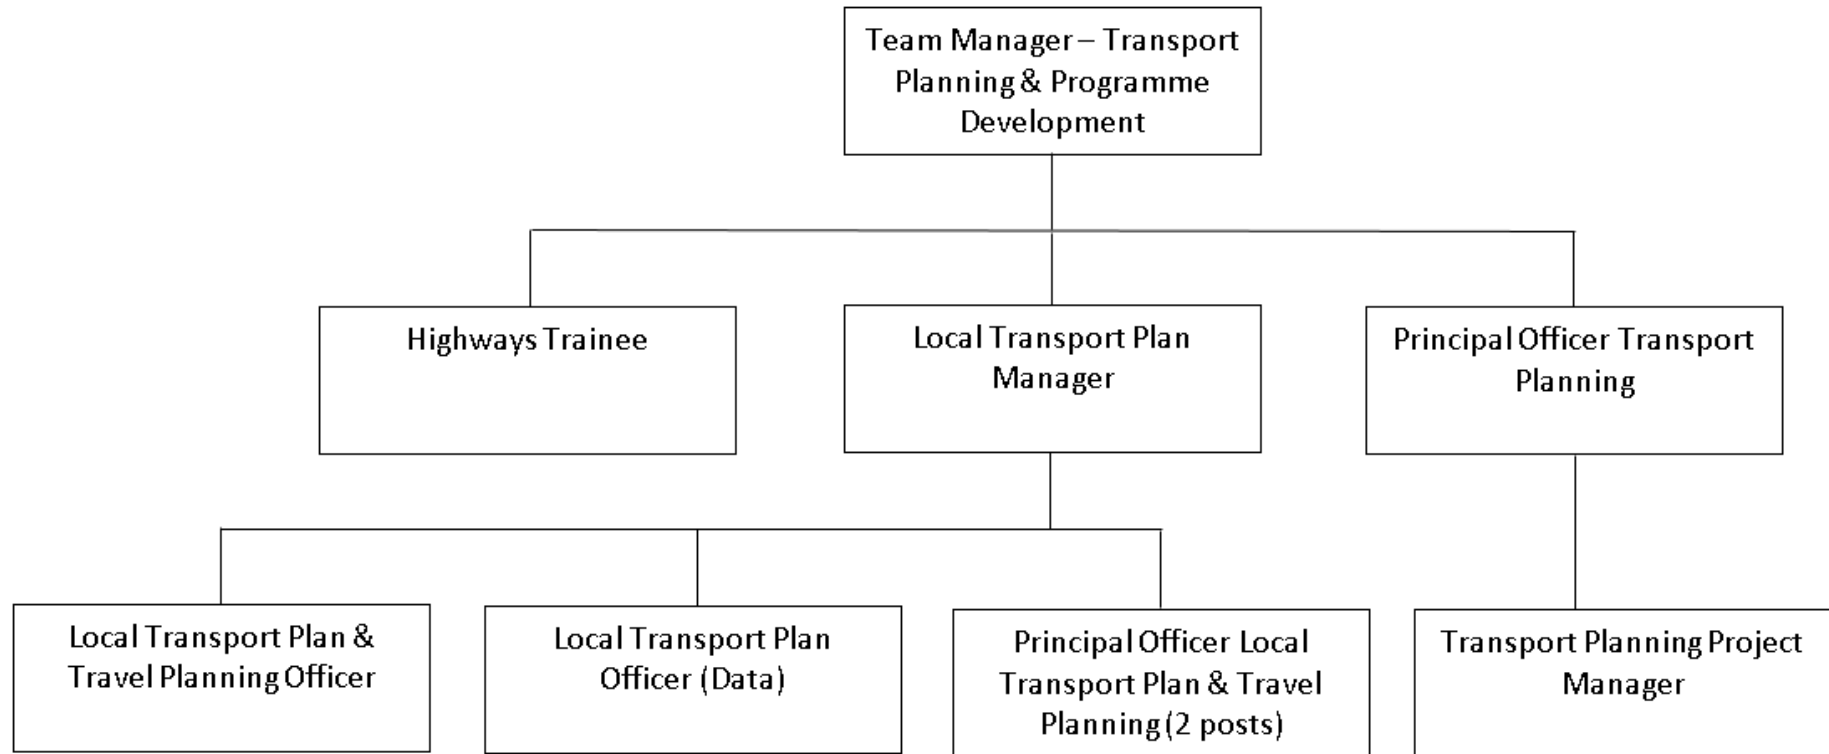 Team Manager – Transport
Planning & Programme
Development
Highways Trainee
Local Transport Plan
Manager
Principal Officer Transport
Planning
Local Transport Plan &
Travel Planning Officer
Local Transport Plan
Officer (Data)
Principal Officer Local
Transport Plan & Travel
Planning (2 posts)
Transport Planning Project
Manager